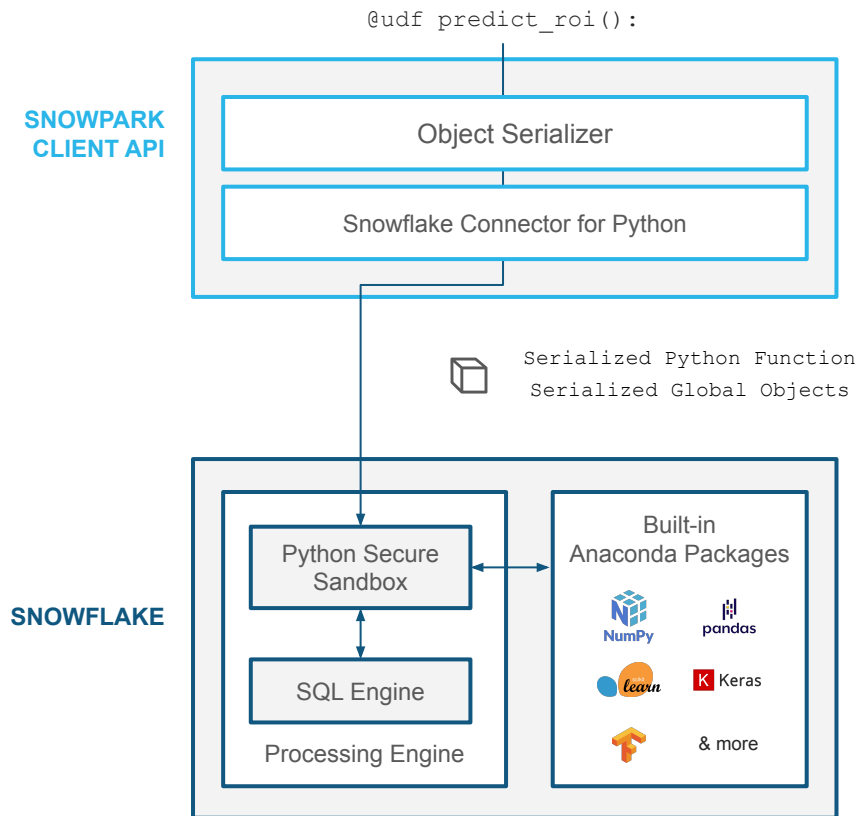 @udf predict_roi():
SNOWPARK
CLIENT API
Object Serializer
Snowflake Connector for Python
Serialized Python Function
Serialized Global Objects
SNOWFLAKE
Python Secure
Sandbox
SQL Engine
Processing Engine
Built-in
Anaconda Packages
NumPy
pandas
learn
K Keras
& more